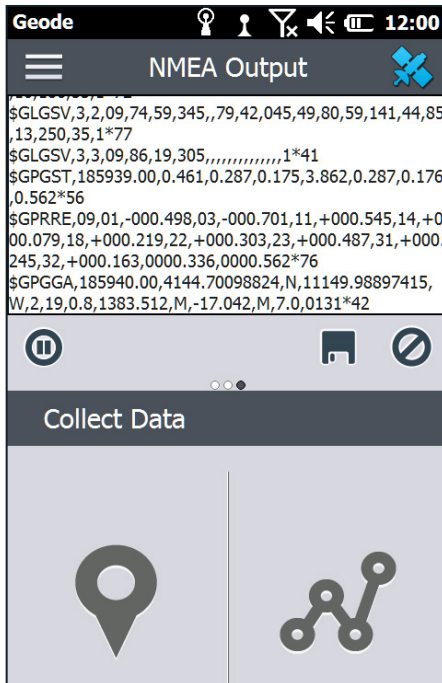 Geode 12:00
NMEA Output
$GLGSV,3,2,09,74,59,345,,79,42,045,49,80,59,141,44,85
,13,250,35,1*77
$GLGSV,3,3,09,86,19,305,,,,,,,,,,,,,,1*41
$GPGST,185939.00,0.461,0.287,0.175,3.862,0.287,0.176
,0.562*56
$GPRRE,09,01,-000.498,03,-000.701,11,+000.545,14,+0
00.079,18,+000.219,22,+000.303,23,+000.487,31,+000.
245,32,+000.163,0000.336,0000.562*76
$GPGGA,185940.00,4144.70098824,N,11149.98897415,
W,2,19,0.8,1383.512,M,-17.042,M,7.0,0131*42
Collect Data